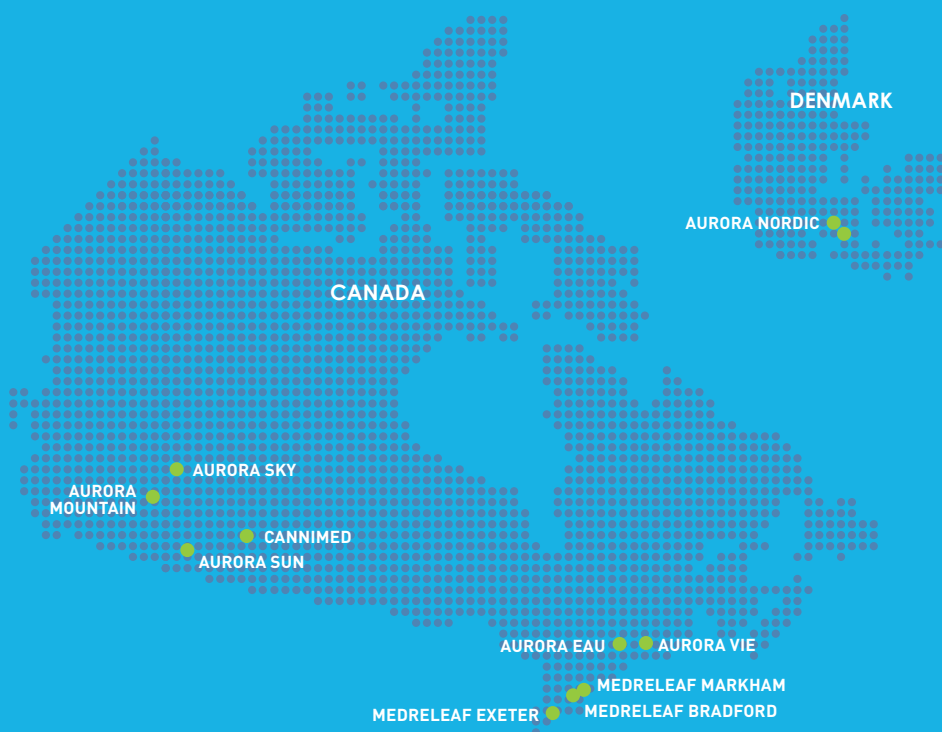 DENMARK
AURORA NORDIC
CANADA
AURORA SKY
AURORA
MOUNTAIN
CANNIMED
AURORA SUN
AURORA EAU
AURORA VIE
MEDRELEAF MARKHAM
MEDRELEAF BRADFORD
MEDRELEAF EXETER